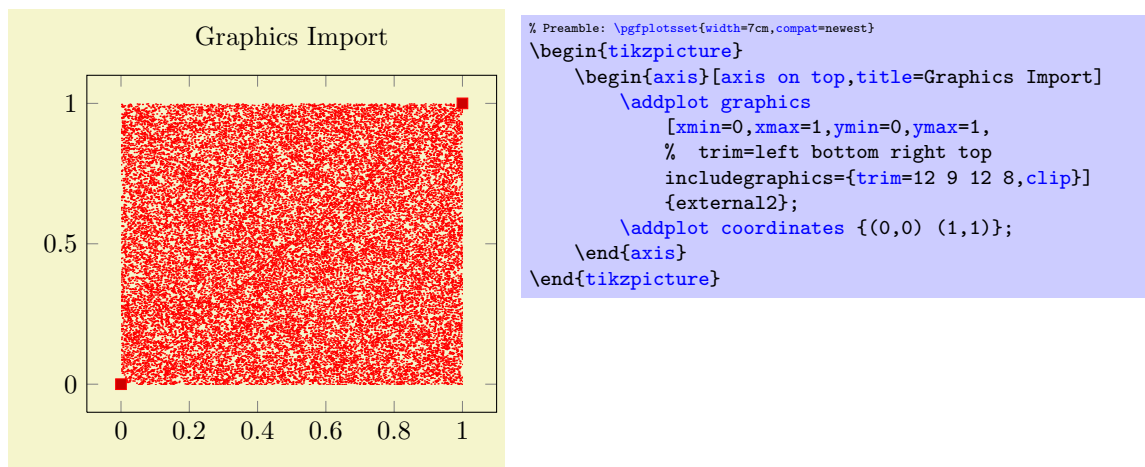 Graphics Import
1
0.5
0
0 0.2 0.4 0.6 0.8 1
% Preamble: \pgfplotsset{width=7cm,compat=newest}
\begin{tikzpicture}
    \begin{axis}[axis on top,title=Graphics Import]
        \addplot graphics
            [xmin=0,xmax=1,ymin=0,ymax=1,
            %  trim=left bottom right top
            includegraphics={trim=12 9 12 8,clip}]
            {external2};
        \addplot coordinates {(0,0) (1,1)};
    \end{axis}
\end{tikzpicture}